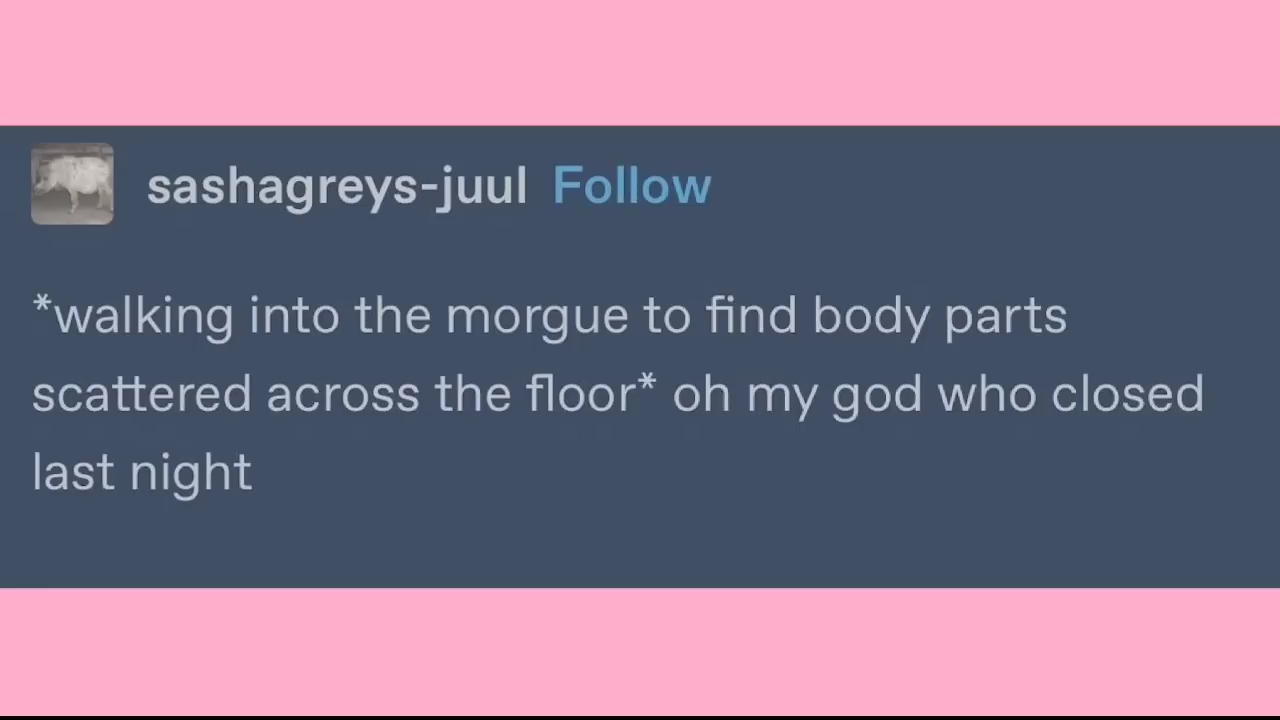 sashagreys-juul Follow
*walking into the morgue to find body parts
scattered across the floor* oh my god who closed
last night